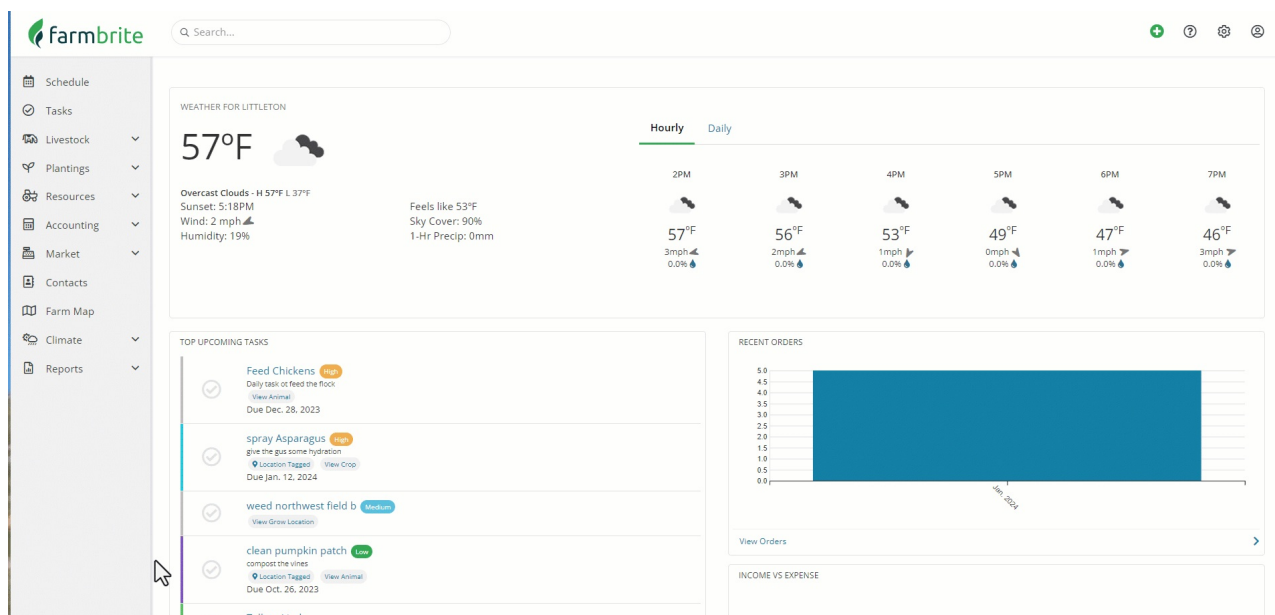 farmbrite
Search...
Schedule
Tasks
Livestock
Plantings
Resources
Accounting
Market
Contacts
Farm Map
Climate
Reports
WEATHER FOR LITTLETON
57°F
Overcast Clouds - H 57°F L 37°F
Sunset: 5:18PM
Wind: 2 mph
Humidity: 19%
Feels like 53°F
Sky Cover: 90%
1-Hr Precip: 0mm
Hourly Daily
2PM 3PM 4PM 5PM 6PM 7PM
57°F 56°F 53°F 49°F 47°F 46°F
3mph 2mph 1mph 0mph 1mph 3mph
0.0% 0.0% 0.0% 0.0% 0.0% 0.0%
TOP UPCOMING TASKS
Feed Chickens High
Daily task ot feed the flock
View Animal
Due Dec. 28, 2023
spray Asparagus High
give the gus some hydration
Location Tagged View Crop
Due Jan. 12, 2024
weed northwest field b Medium
View Grow Location
clean pumpkin patch Low
compost the vines
Location Tagged View Animal
Due Oct. 26, 2023
RECENT ORDERS
5.0
4.5
4.0
3.5
3.0
2.5
2.0
1.5
1.0
0.5
0.0
Jan. 2024
View Orders
INCOME VS EXPENSE